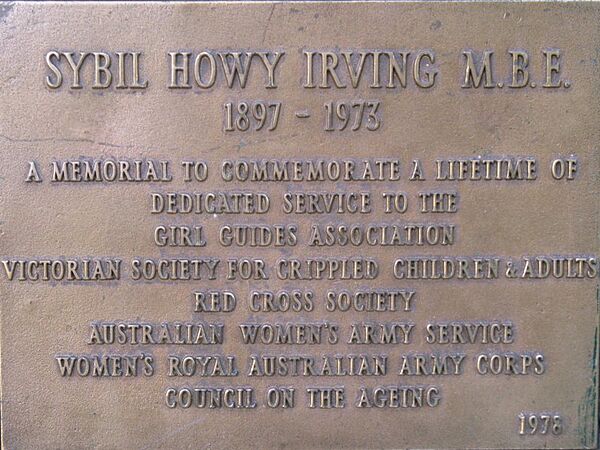 SYBIL HOWY IRVING M.B.E.
1897 - 1973
A MEMORIAL TO COMMEMORATE A LIFETIME OF
DEDICATED SERVICE TO THE
GIRL GUIDES ASSOCIATION
VICTORIAN SOCIETY FOR CRIPPLED CHILDREN & ADULTS
RED CROSS SOCIETY
AUSTRALIAN WOMEN'S ARMY SERVICE
WOMEN'S ROYAL AUSTRALIAN ARMY CORPS
COUNCIL ON THE AGEING
1978